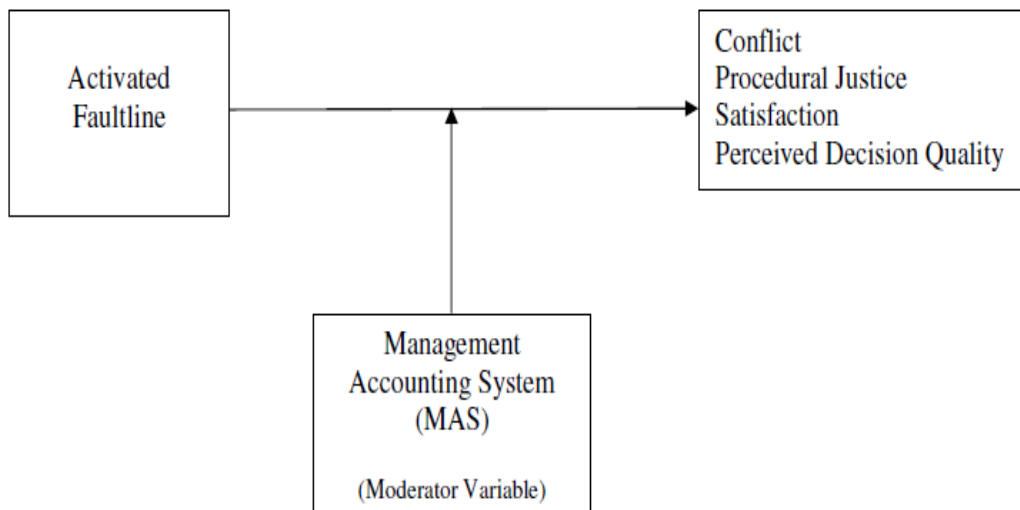 Activated
Faultline
Conflict
Procedural Justice
Satisfaction
Perceived Decision Quality
Management
Accounting System
(MAS)
(Moderator Variable)